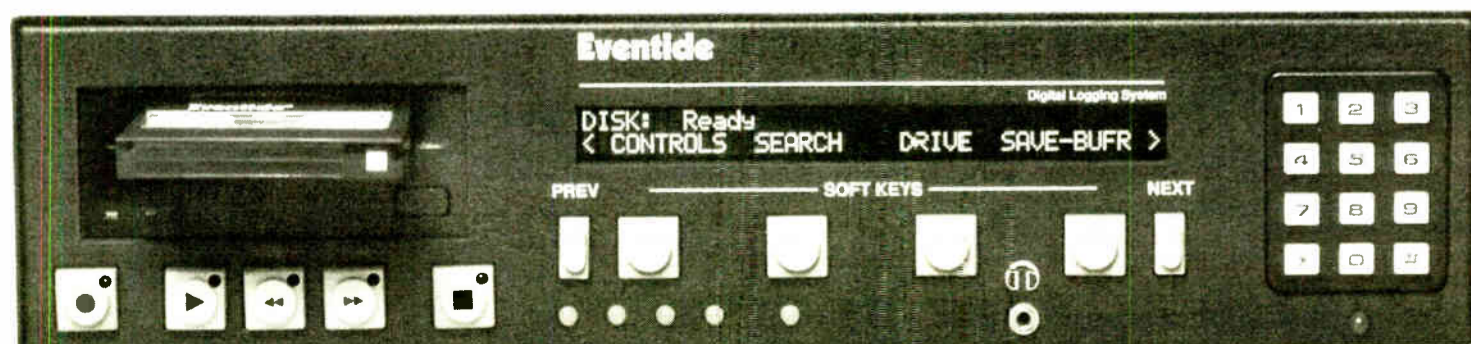 Eventide
Digital Logging System
DISK: Ready
< CONTROLS SEARCH DRIVE SAVE-BUFR >
PREV
SOFT KEYS
NEXT
1 2 3
4 5 6
7 8 9
0